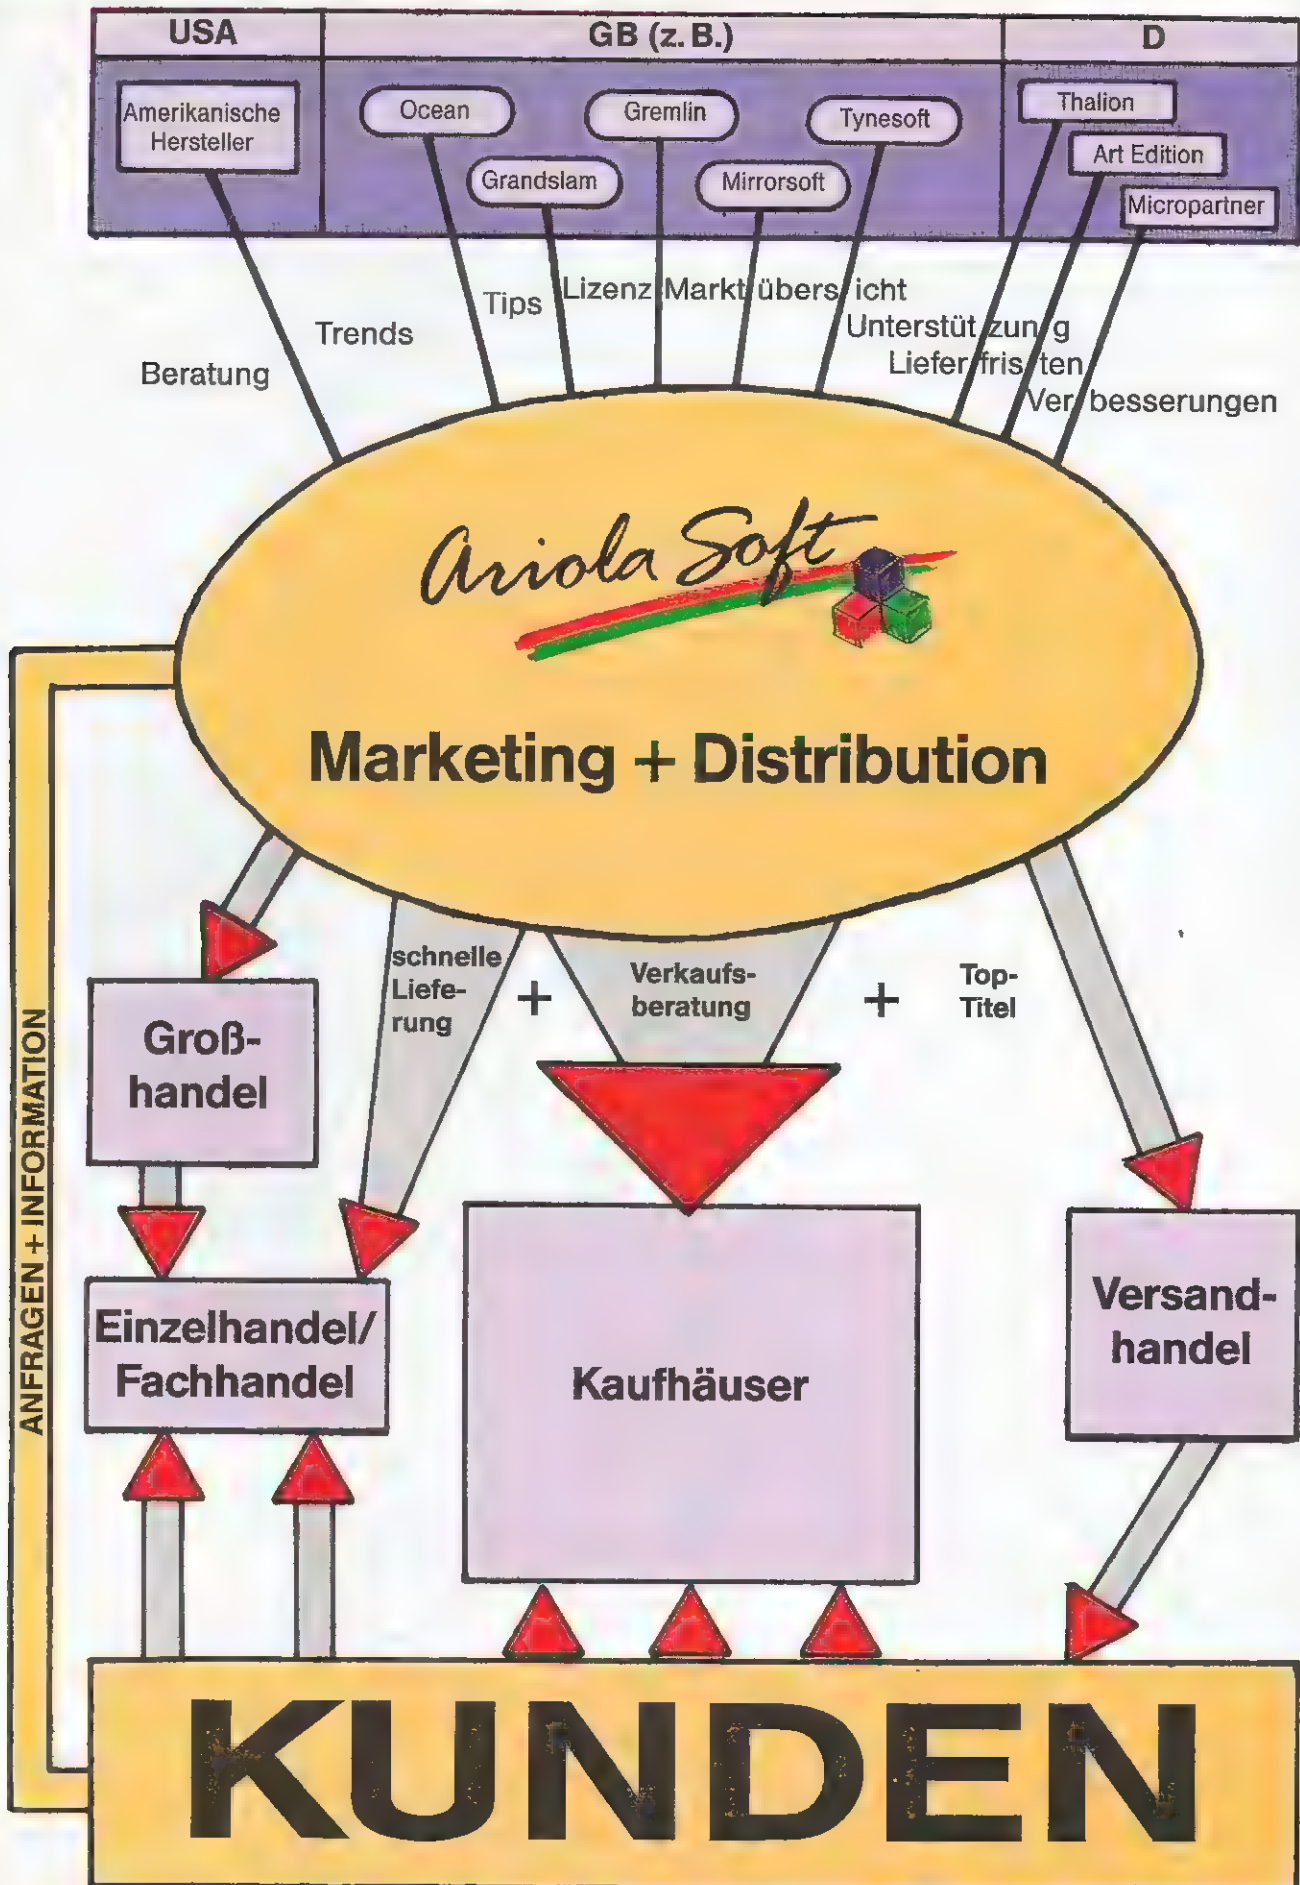 USA
GB (z. B.)
D
Amerikanische
Hersteller
Ocean
Grandslam
Gremlin
Mirrorsoft
Tynesoft
Thalion
Art Edition
Micropartner
Beratung
Trends
Tips
Lizenz Markt übers icht
Unterstüt zun g
Liefer fris ten
Ver besserungen
Ariola Soft
Marketing + Distribution
schnelle
Liefe-
rung
+
Verkaufs-
beratung
+
Top-
Titel
Groß-
handel
Einzelhandel/
Fachhandel
Kaufhäuser
Versand-
handel
ANFRAGEN + INFORMATION
KUNDEN